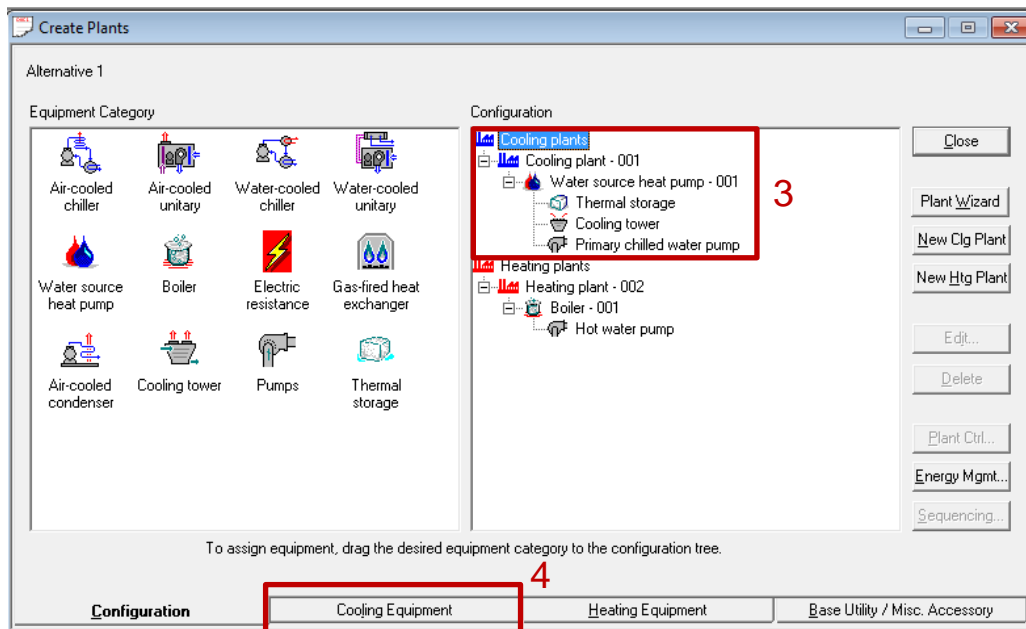 Create Plants
Alternative 1
Equipment Category
Air-cooled
chiller
Air-cooled
unitary
Water-cooled
chiller
Water-cooled
unitary
Water source
heat pump
Boiler
Electric
resistance
Gas-fired heat
exchanger
Air-cooled
condenser
Cooling tower
Pumps
Thermal
storage
Configuration
Cooling plants
Cooling plant - 001
Water source heat pump - 001
Thermal storage
Cooling tower
Primary chilled water pump
3
Heating plants
Heating plant - 002
Boiler - 001
Hot water pump
Close
Plant Wizard
New Clg Plant
New Htg Plant
Edit...
Delete
Plant Ctrl...
Energy Mgmt...
Sequencing...
To assign equipment, drag the desired equipment category to the configuration tree.
4
Configuration
Cooling Equipment
Heating Equipment
Base Utility / Misc. Accessory